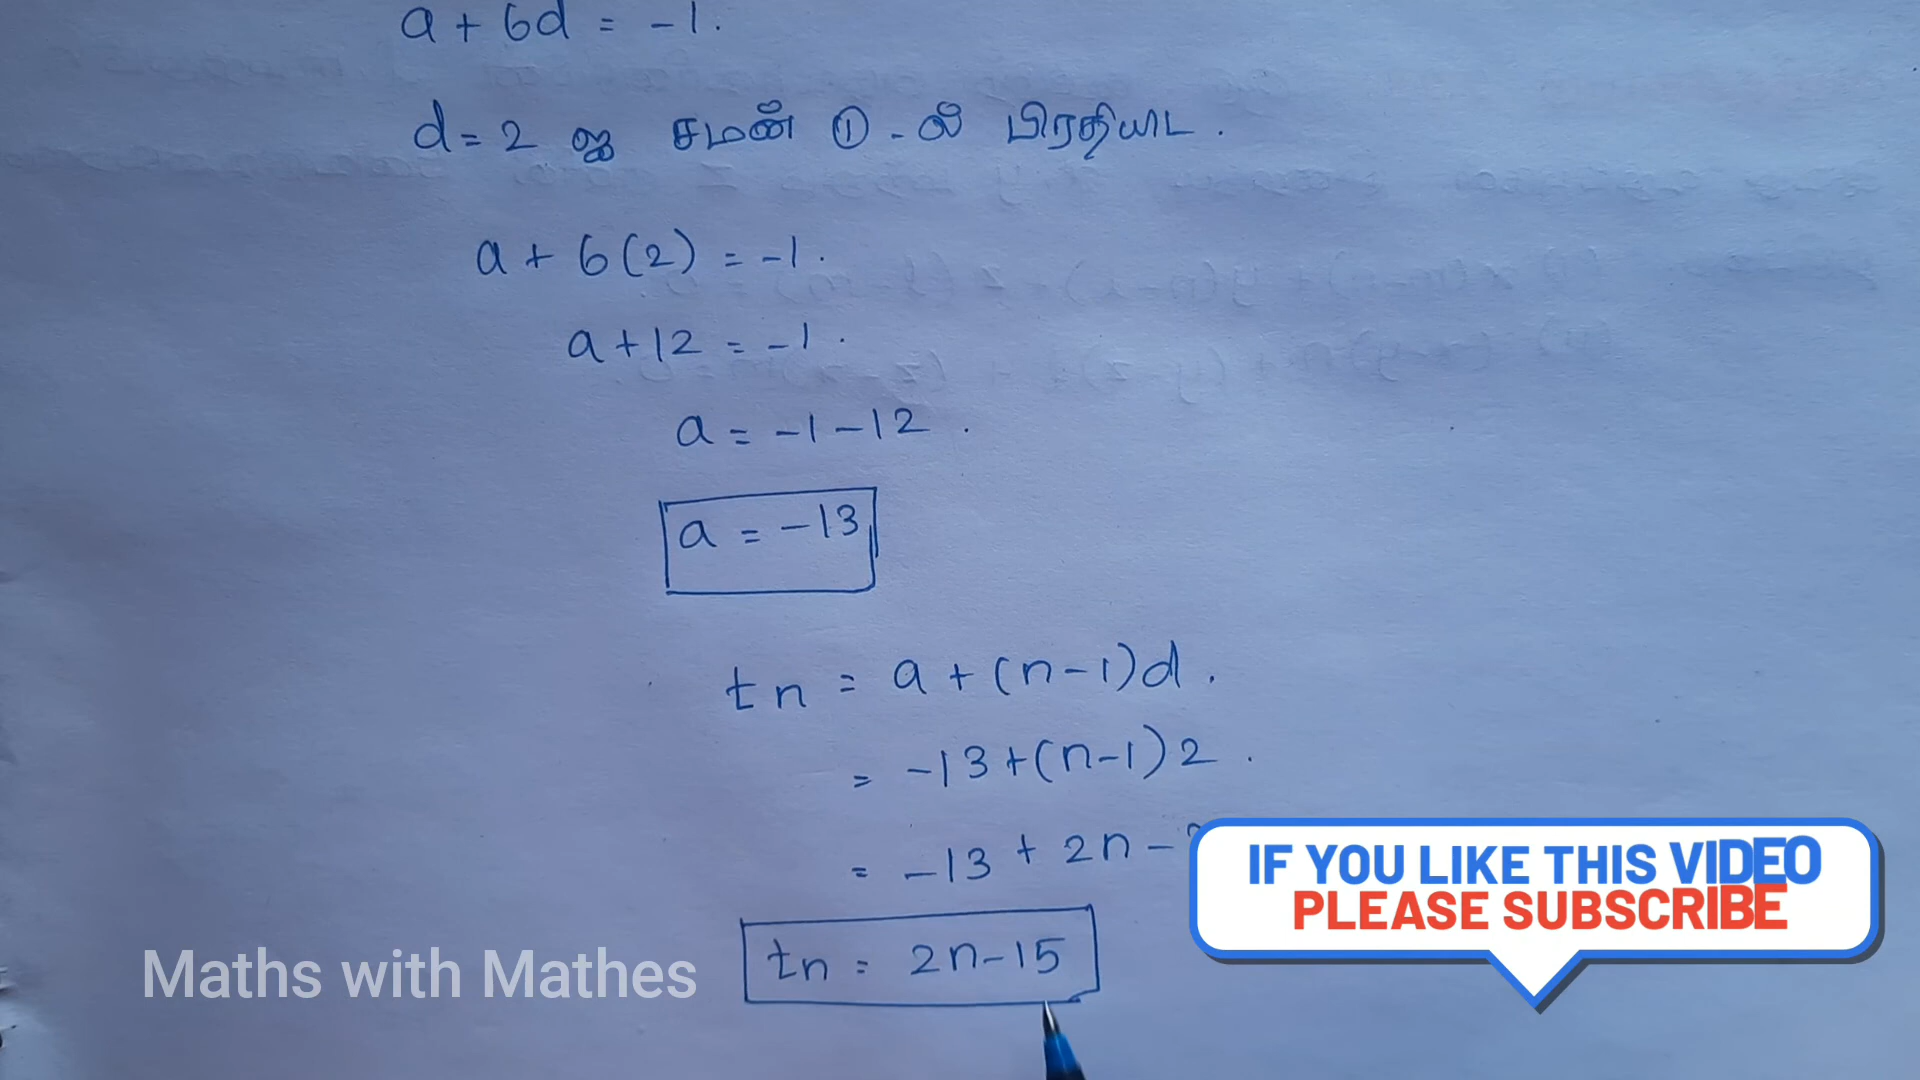 a + 6d = -1.
d = 2 ஐ சமன் ①-ல் பிரதியிட.
a + 6(2) = -1.
a + 12 = -1.
a = -1 - 12.
a = -13
tn = a + (n-1)d.
= -13 + (n-1)2.
= -13 + 2n -
tn = 2n - 15
IF YOU LIKE THIS VIDEO
PLEASE SUBSCRIBE
Maths with Mathes